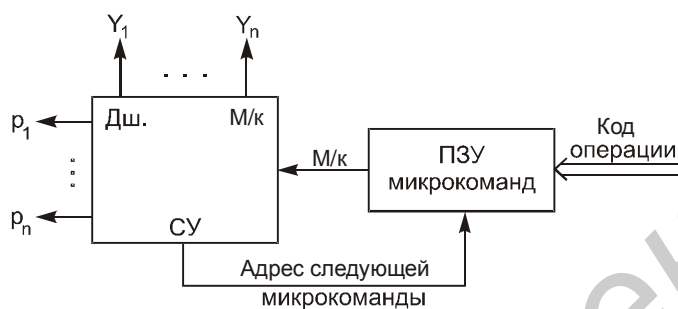 Y1 . . . Yn
Дш. М/к
p1
pn
СУ
М/к
ПЗУ
микрокоманд
Код
операции
Адрес следующей
микрокоманды